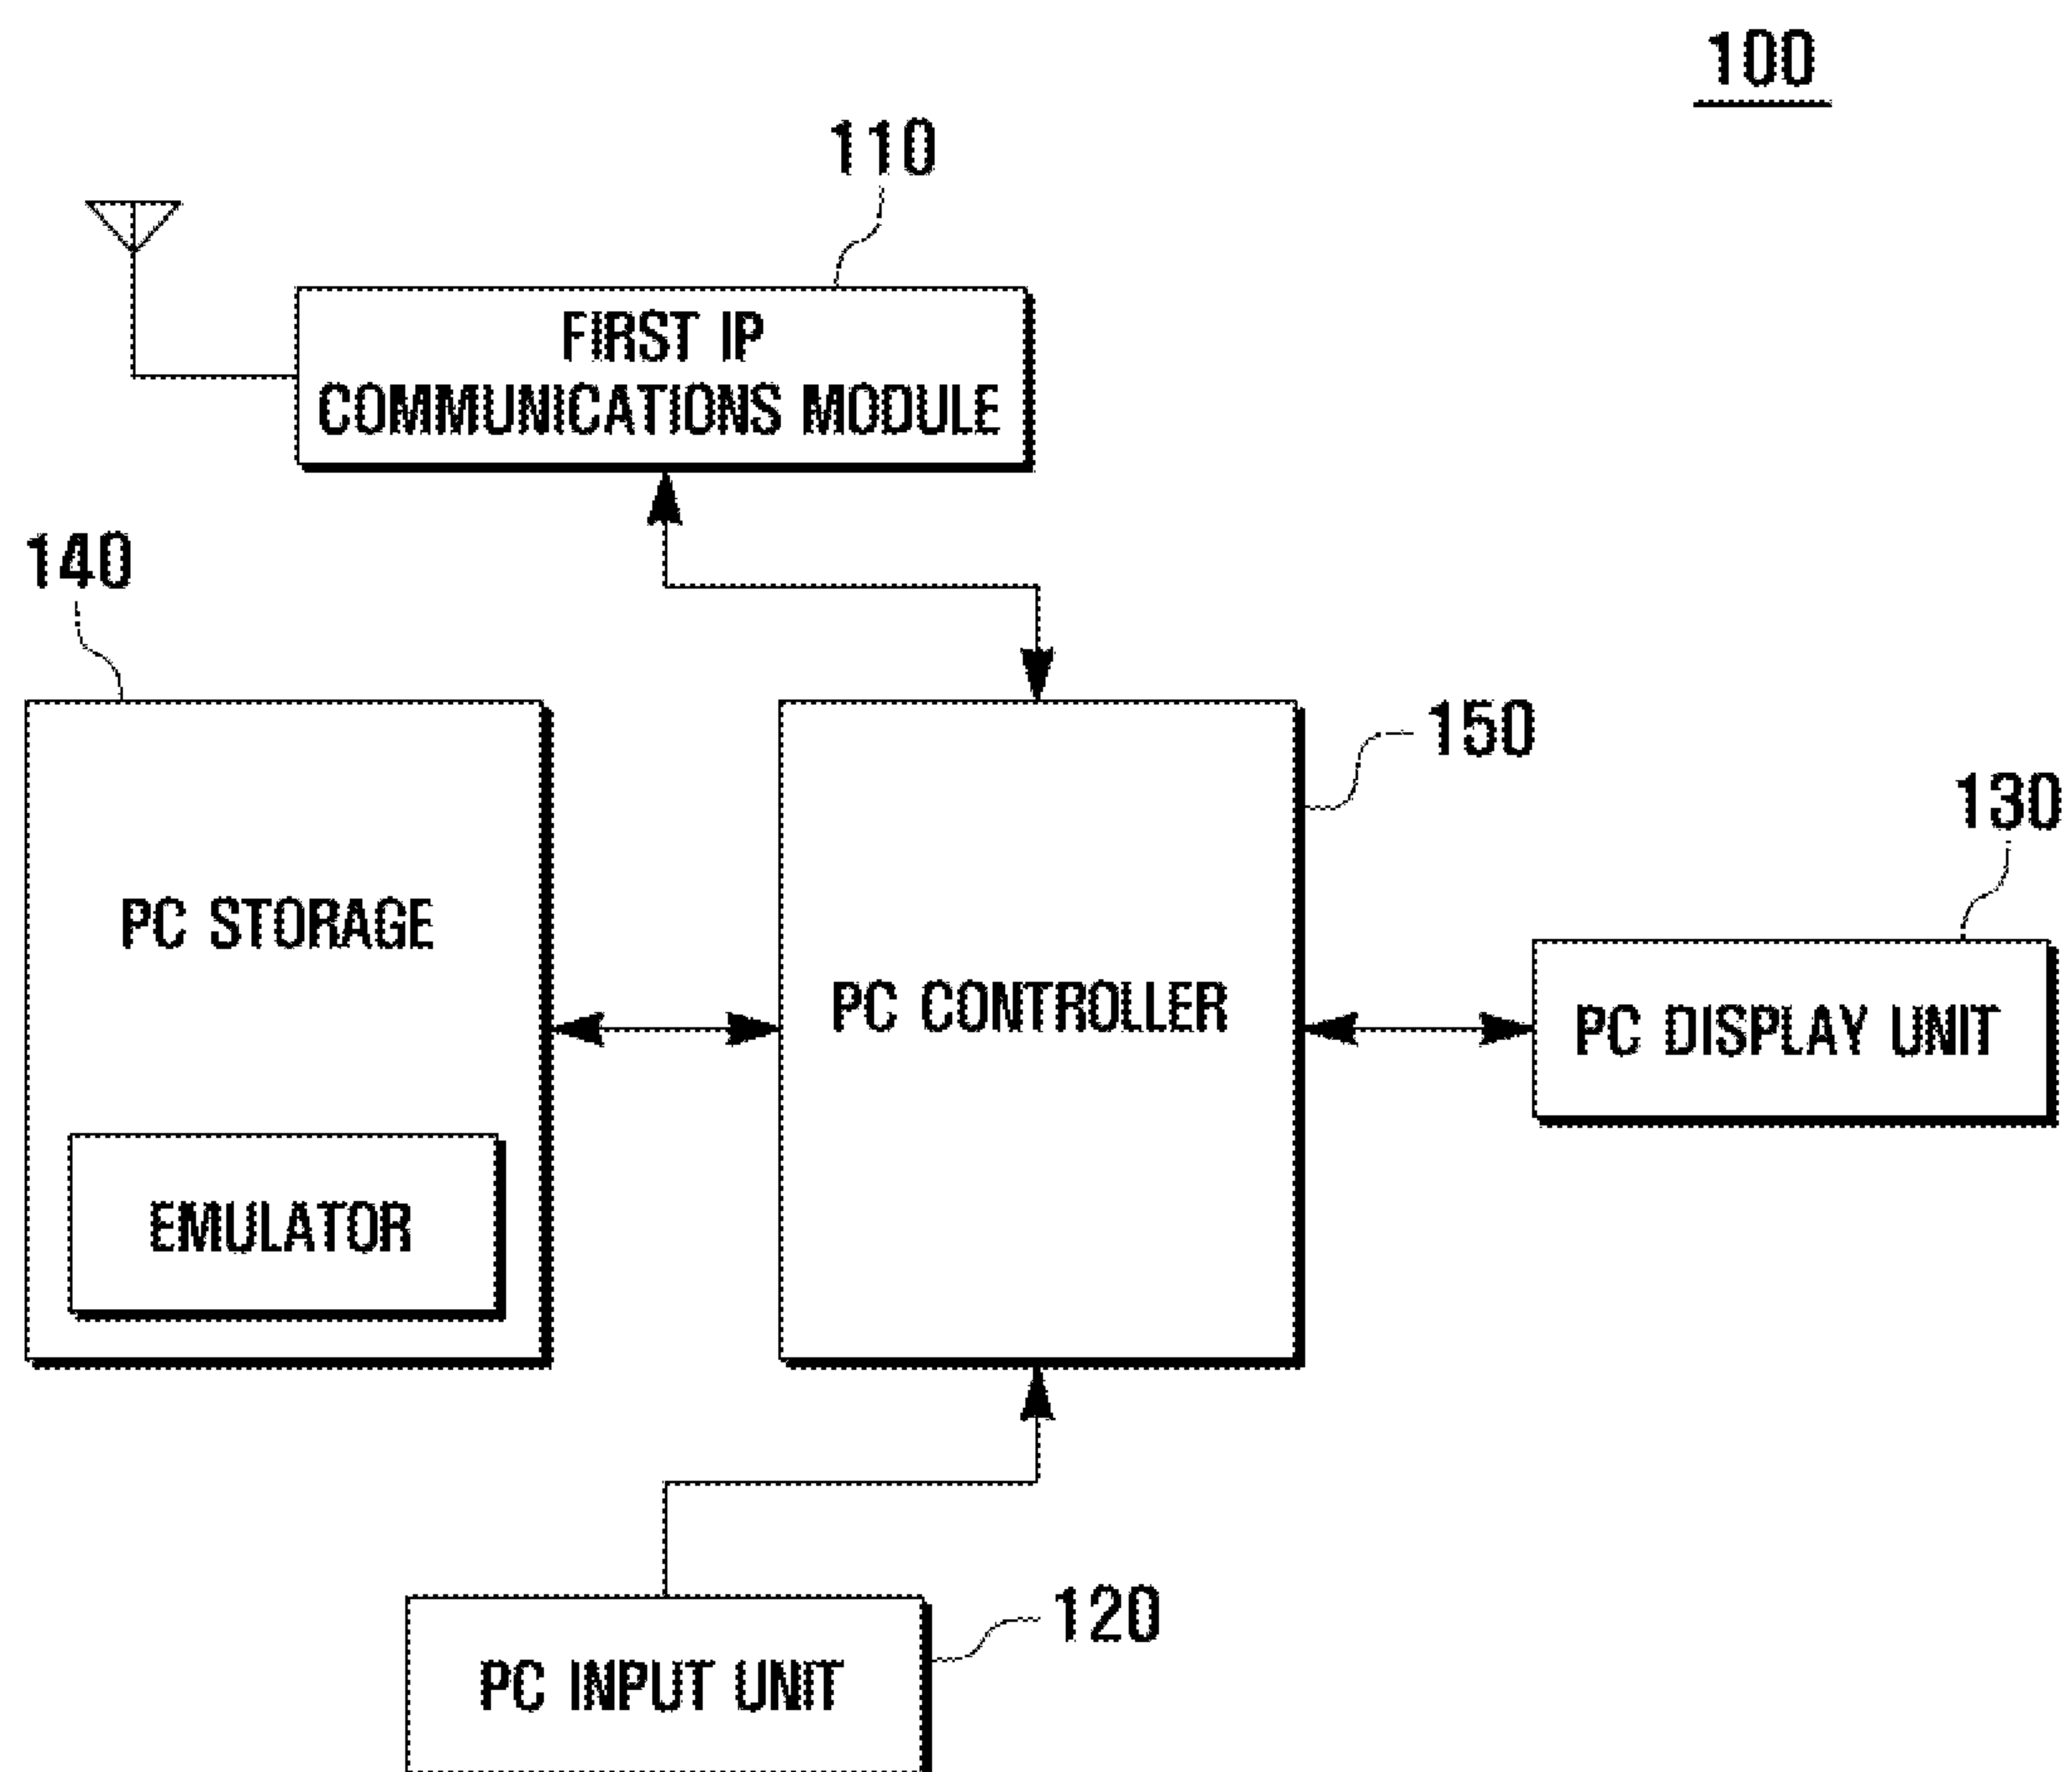 100
110
FIRST IP
COMMUNICATIONS MODULE
140
150
130
PC STORAGE
PC CONTROLLER
PC DISPLAY UNIT
EMULATOR
120
PC INPUT UNIT